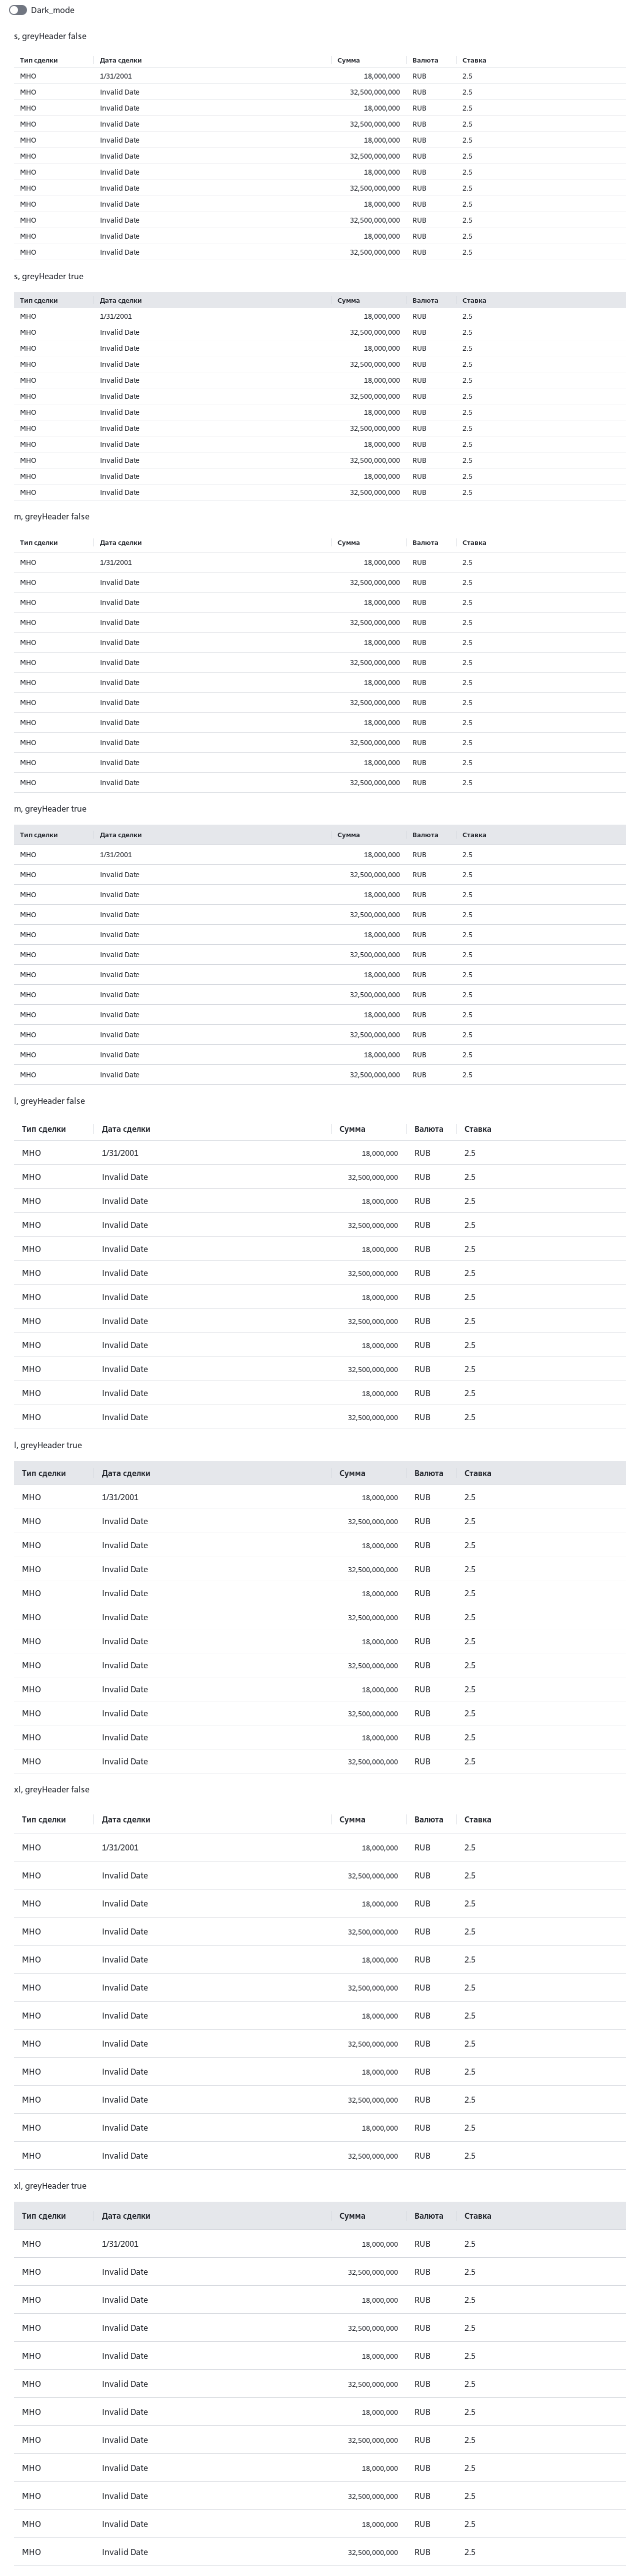 Dark_mode
s, greyHeader false
Тип сделки Дата сделки Сумма Валюта Ставка
МНО 1/31/2001 18,000,000 RUB 2.5
МНО Invalid Date 32,500,000,000 RUB 2.5
МНО Invalid Date 18,000,000 RUB 2.5
МНО Invalid Date 32,500,000,000 RUB 2.5
МНО Invalid Date 18,000,000 RUB 2.5
МНО Invalid Date 32,500,000,000 RUB 2.5
МНО Invalid Date 18,000,000 RUB 2.5
МНО Invalid Date 32,500,000,000 RUB 2.5
МНО Invalid Date 18,000,000 RUB 2.5
МНО Invalid Date 32,500,000,000 RUB 2.5
МНО Invalid Date 18,000,000 RUB 2.5
МНО Invalid Date 32,500,000,000 RUB 2.5
s, greyHeader true
Тип сделки Дата сделки Сумма Валюта Ставка
МНО 1/31/2001 18,000,000 RUB 2.5
МНО Invalid Date 32,500,000,000 RUB 2.5
МНО Invalid Date 18,000,000 RUB 2.5
МНО Invalid Date 32,500,000,000 RUB 2.5
МНО Invalid Date 18,000,000 RUB 2.5
МНО Invalid Date 32,500,000,000 RUB 2.5
МНО Invalid Date 18,000,000 RUB 2.5
МНО Invalid Date 32,500,000,000 RUB 2.5
МНО Invalid Date 18,000,000 RUB 2.5
МНО Invalid Date 32,500,000,000 RUB 2.5
МНО Invalid Date 18,000,000 RUB 2.5
МНО Invalid Date 32,500,000,000 RUB 2.5
m, greyHeader false
Тип сделки Дата сделки Сумма Валюта Ставка
МНО 1/31/2001 18,000,000 RUB 2.5
МНО Invalid Date 32,500,000,000 RUB 2.5
МНО Invalid Date 18,000,000 RUB 2.5
МНО Invalid Date 32,500,000,000 RUB 2.5
МНО Invalid Date 18,000,000 RUB 2.5
МНО Invalid Date 32,500,000,000 RUB 2.5
МНО Invalid Date 18,000,000 RUB 2.5
МНО Invalid Date 32,500,000,000 RUB 2.5
МНО Invalid Date 18,000,000 RUB 2.5
МНО Invalid Date 32,500,000,000 RUB 2.5
МНО Invalid Date 18,000,000 RUB 2.5
МНО Invalid Date 32,500,000,000 RUB 2.5
m, greyHeader true
Тип сделки Дата сделки Сумма Валюта Ставка
МНО 1/31/2001 18,000,000 RUB 2.5
МНО Invalid Date 32,500,000,000 RUB 2.5
МНО Invalid Date 18,000,000 RUB 2.5
МНО Invalid Date 32,500,000,000 RUB 2.5
МНО Invalid Date 18,000,000 RUB 2.5
МНО Invalid Date 32,500,000,000 RUB 2.5
МНО Invalid Date 18,000,000 RUB 2.5
МНО Invalid Date 32,500,000,000 RUB 2.5
МНО Invalid Date 18,000,000 RUB 2.5
МНО Invalid Date 32,500,000,000 RUB 2.5
МНО Invalid Date 18,000,000 RUB 2.5
МНО Invalid Date 32,500,000,000 RUB 2.5
l, greyHeader false
Тип сделки Дата сделки Сумма Валюта Ставка
МНО 1/31/2001 18,000,000 RUB 2.5
МНО Invalid Date 32,500,000,000 RUB 2.5
МНО Invalid Date 18,000,000 RUB 2.5
МНО Invalid Date 32,500,000,000 RUB 2.5
МНО Invalid Date 18,000,000 RUB 2.5
МНО Invalid Date 32,500,000,000 RUB 2.5
МНО Invalid Date 18,000,000 RUB 2.5
МНО Invalid Date 32,500,000,000 RUB 2.5
МНО Invalid Date 18,000,000 RUB 2.5
МНО Invalid Date 32,500,000,000 RUB 2.5
МНО Invalid Date 18,000,000 RUB 2.5
МНО Invalid Date 32,500,000,000 RUB 2.5
l, greyHeader true
Тип сделки Дата сделки Сумма Валюта Ставка
МНО 1/31/2001 18,000,000 RUB 2.5
МНО Invalid Date 32,500,000,000 RUB 2.5
МНО Invalid Date 18,000,000 RUB 2.5
МНО Invalid Date 32,500,000,000 RUB 2.5
МНО Invalid Date 18,000,000 RUB 2.5
МНО Invalid Date 32,500,000,000 RUB 2.5
МНО Invalid Date 18,000,000 RUB 2.5
МНО Invalid Date 32,500,000,000 RUB 2.5
МНО Invalid Date 18,000,000 RUB 2.5
МНО Invalid Date 32,500,000,000 RUB 2.5
МНО Invalid Date 18,000,000 RUB 2.5
МНО Invalid Date 32,500,000,000 RUB 2.5
xl, greyHeader false
Тип сделки Дата сделки Сумма Валюта Ставка
МНО 1/31/2001 18,000,000 RUB 2.5
МНО Invalid Date 32,500,000,000 RUB 2.5
МНО Invalid Date 18,000,000 RUB 2.5
МНО Invalid Date 32,500,000,000 RUB 2.5
МНО Invalid Date 18,000,000 RUB 2.5
МНО Invalid Date 32,500,000,000 RUB 2.5
МНО Invalid Date 18,000,000 RUB 2.5
МНО Invalid Date 32,500,000,000 RUB 2.5
МНО Invalid Date 18,000,000 RUB 2.5
МНО Invalid Date 32,500,000,000 RUB 2.5
МНО Invalid Date 18,000,000 RUB 2.5
МНО Invalid Date 32,500,000,000 RUB 2.5
xl, greyHeader true
Тип сделки Дата сделки Сумма Валюта Ставка
МНО 1/31/2001 18,000,000 RUB 2.5
МНО Invalid Date 32,500,000,000 RUB 2.5
МНО Invalid Date 18,000,000 RUB 2.5
МНО Invalid Date 32,500,000,000 RUB 2.5
МНО Invalid Date 18,000,000 RUB 2.5
МНО Invalid Date 32,500,000,000 RUB 2.5
МНО Invalid Date 18,000,000 RUB 2.5
МНО Invalid Date 32,500,000,000 RUB 2.5
МНО Invalid Date 18,000,000 RUB 2.5
МНО Invalid Date 32,500,000,000 RUB 2.5
МНО Invalid Date 18,000,000 RUB 2.5
МНО Invalid Date 32,500,000,000 RUB 2.5